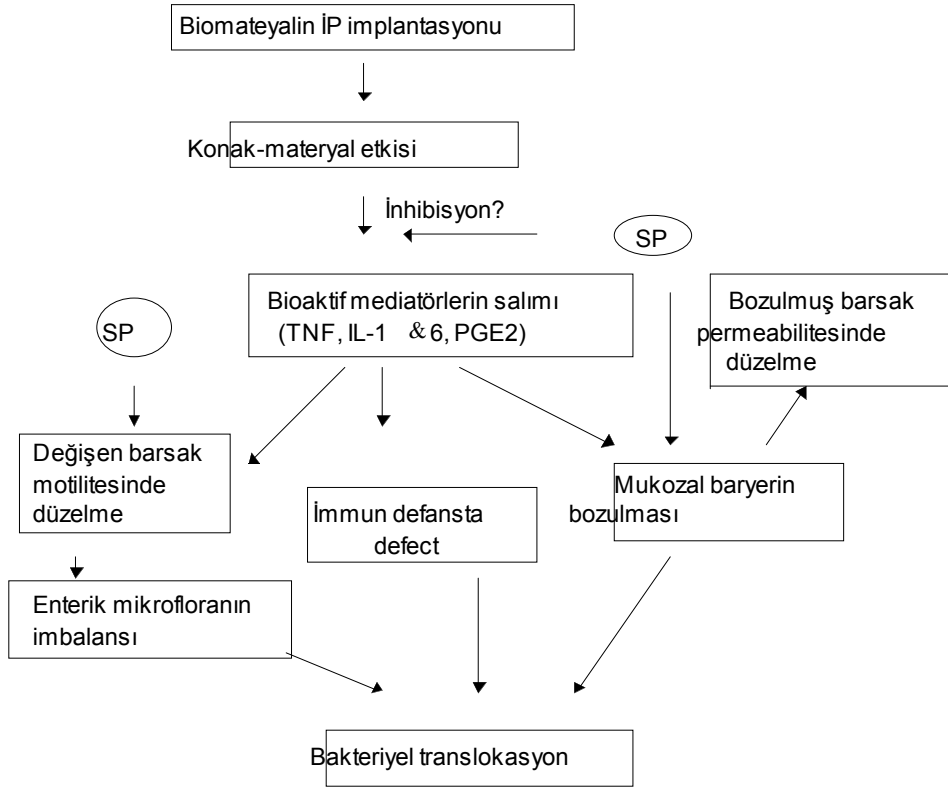 Biomateyalin İP implantasyonu
Konak-materyal etkisi
İnhibisyon?
SP
Bioaktif mediatörlerin salımı
(TNF, IL-1 & 6, PGE2)
Bozulmuş barsak
permeabilitesinde
düzelme
SP
Değişen barsak
motilitesinde
düzelme
İmmun defansta
defect
Mukozal baryerin
bozulması
Enterik mikrofloranın
imbalansı
Bakteriyel translokasyon